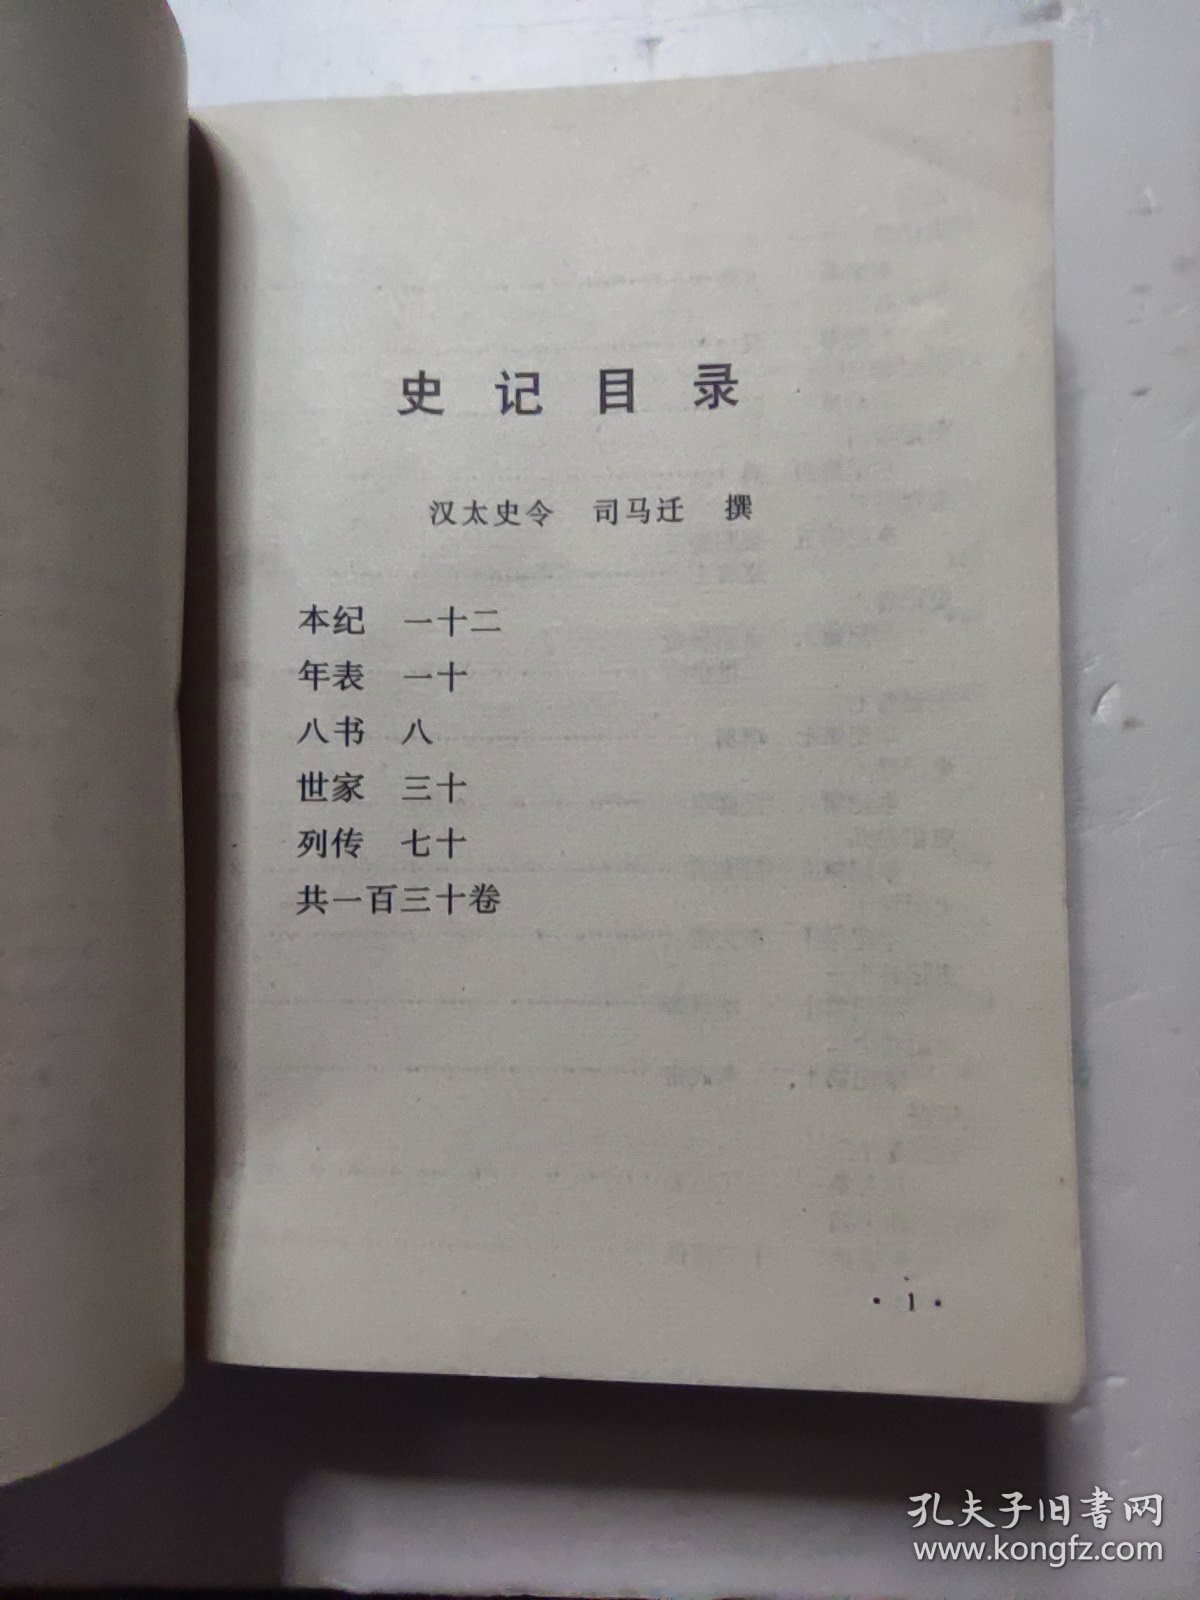 史记目录
汉太史令 司马迁 撰
本纪 一十二
年表 一十
八书 八
世家 三十
列传 七十
共一百三十卷
·1·
孔夫子旧書网
www.kongfz.com